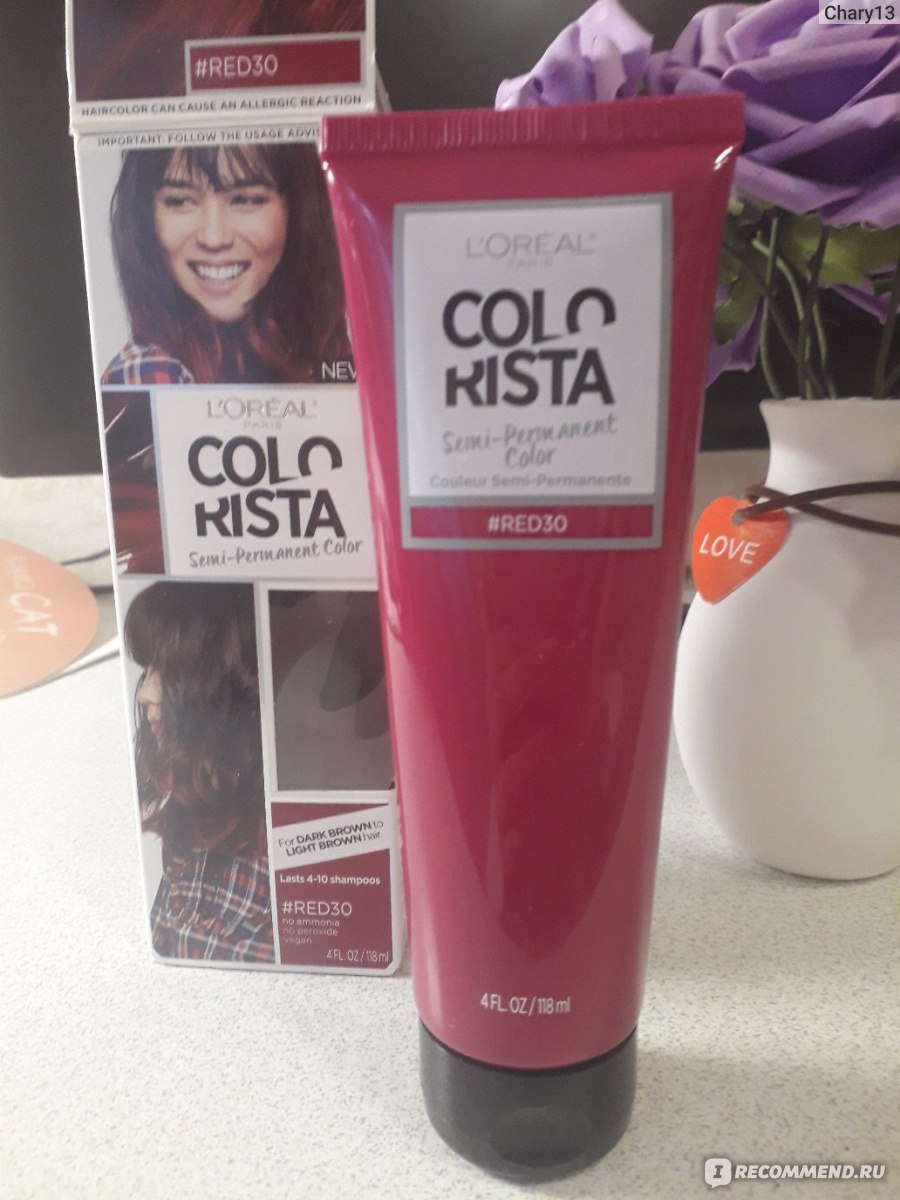 Chary13
#RED30
HAIRCOLOR CAN CAUSE AN ALLERGIC REACTION
IMPORTANT: FOLLOW THE USAGE
NEW
L'ORÉAL
PARIS
COLO
RISTA
Semi-Permanent Color
For DARK BROWN to
LIGHT BROWN hair
Lasts 4-10 shampoos
#RED30
no ammonia
no peroxide
vegan
4 FL. OZ / 118 ml
L'ORÉAL
PARIS
COLO
RISTA
Semi-Permanent
Color
Couleur Semi-Permanente
#RED30
4 FL. OZ / 118 ml
LOVE
CAT
RECOMMEND.RU